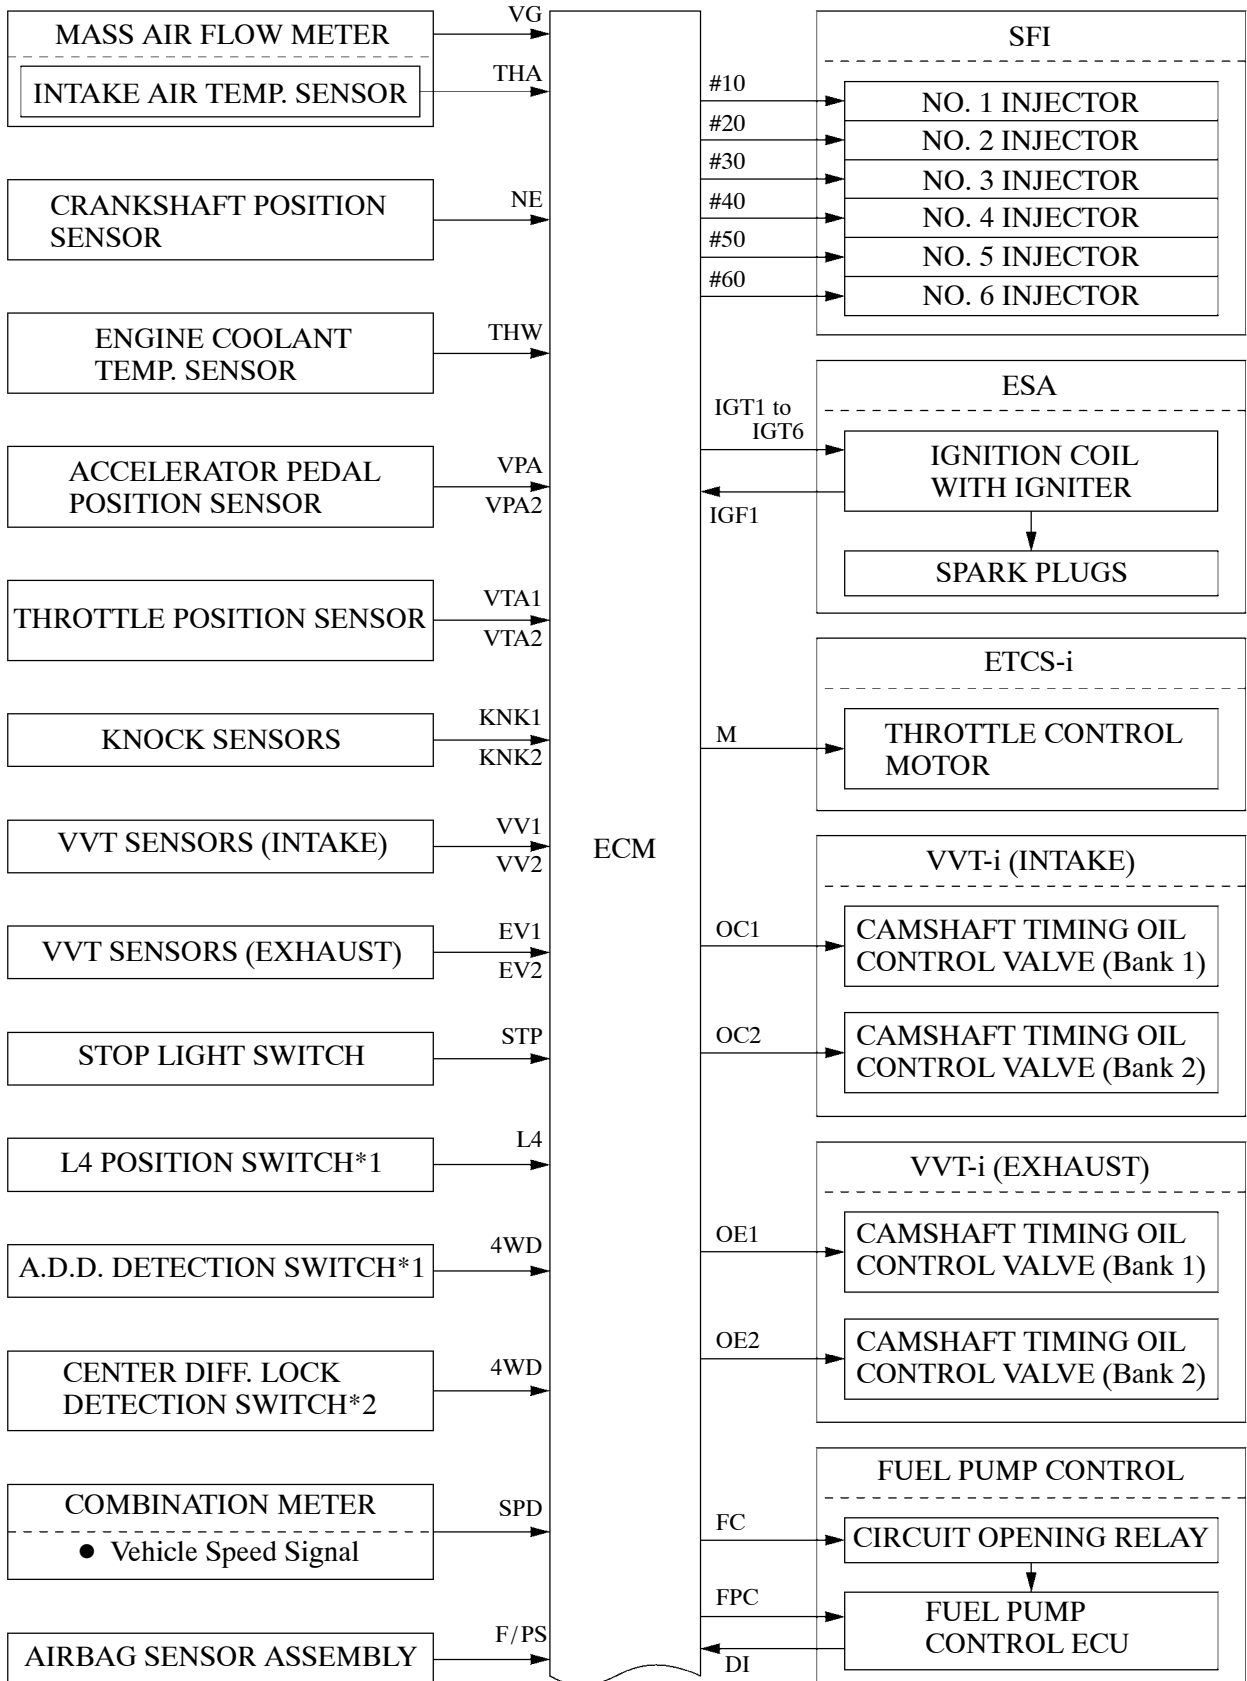 MASS AIR FLOW METER
VG
INTAKE AIR TEMP. SENSOR
THA
CRANKSHAFT POSITION
SENSOR
NE
ENGINE COOLANT
TEMP. SENSOR
THW
ACCELERATOR PEDAL
POSITION SENSOR
VPA
VPA2
THROTTLE POSITION SENSOR
VTA1
VTA2
KNOCK SENSORS
KNK1
KNK2
VVT SENSORS (INTAKE)
VV1
VV2
VVT SENSORS (EXHAUST)
EV1
EV2
STOP LIGHT SWITCH
STP
L4 POSITION SWITCH*1
L4
A.D.D. DETECTION SWITCH*1
4WD
CENTER DIFF. LOCK
DETECTION SWITCH*2
4WD
COMBINATION METER
● Vehicle Speed Signal
SPD
AIRBAG SENSOR ASSEMBLY
F/PS
ECM
SFI
#10
NO. 1 INJECTOR
#20
NO. 2 INJECTOR
#30
NO. 3 INJECTOR
#40
NO. 4 INJECTOR
#50
NO. 5 INJECTOR
#60
NO. 6 INJECTOR
ESA
IGT1 to
IGT6
IGNITION COIL
WITH IGNITER
IGF1
SPARK PLUGS
ETCS-i
M
THROTTLE CONTROL
MOTOR
VVT-i (INTAKE)
OC1
CAMSHAFT TIMING OIL
CONTROL VALVE (Bank 1)
OC2
CAMSHAFT TIMING OIL
CONTROL VALVE (Bank 2)
VVT-i (EXHAUST)
OE1
CAMSHAFT TIMING OIL
CONTROL VALVE (Bank 1)
OE2
CAMSHAFT TIMING OIL
CONTROL VALVE (Bank 2)
FUEL PUMP CONTROL
FC
CIRCUIT OPENING RELAY
FPC
FUEL PUMP
CONTROL ECU
DI